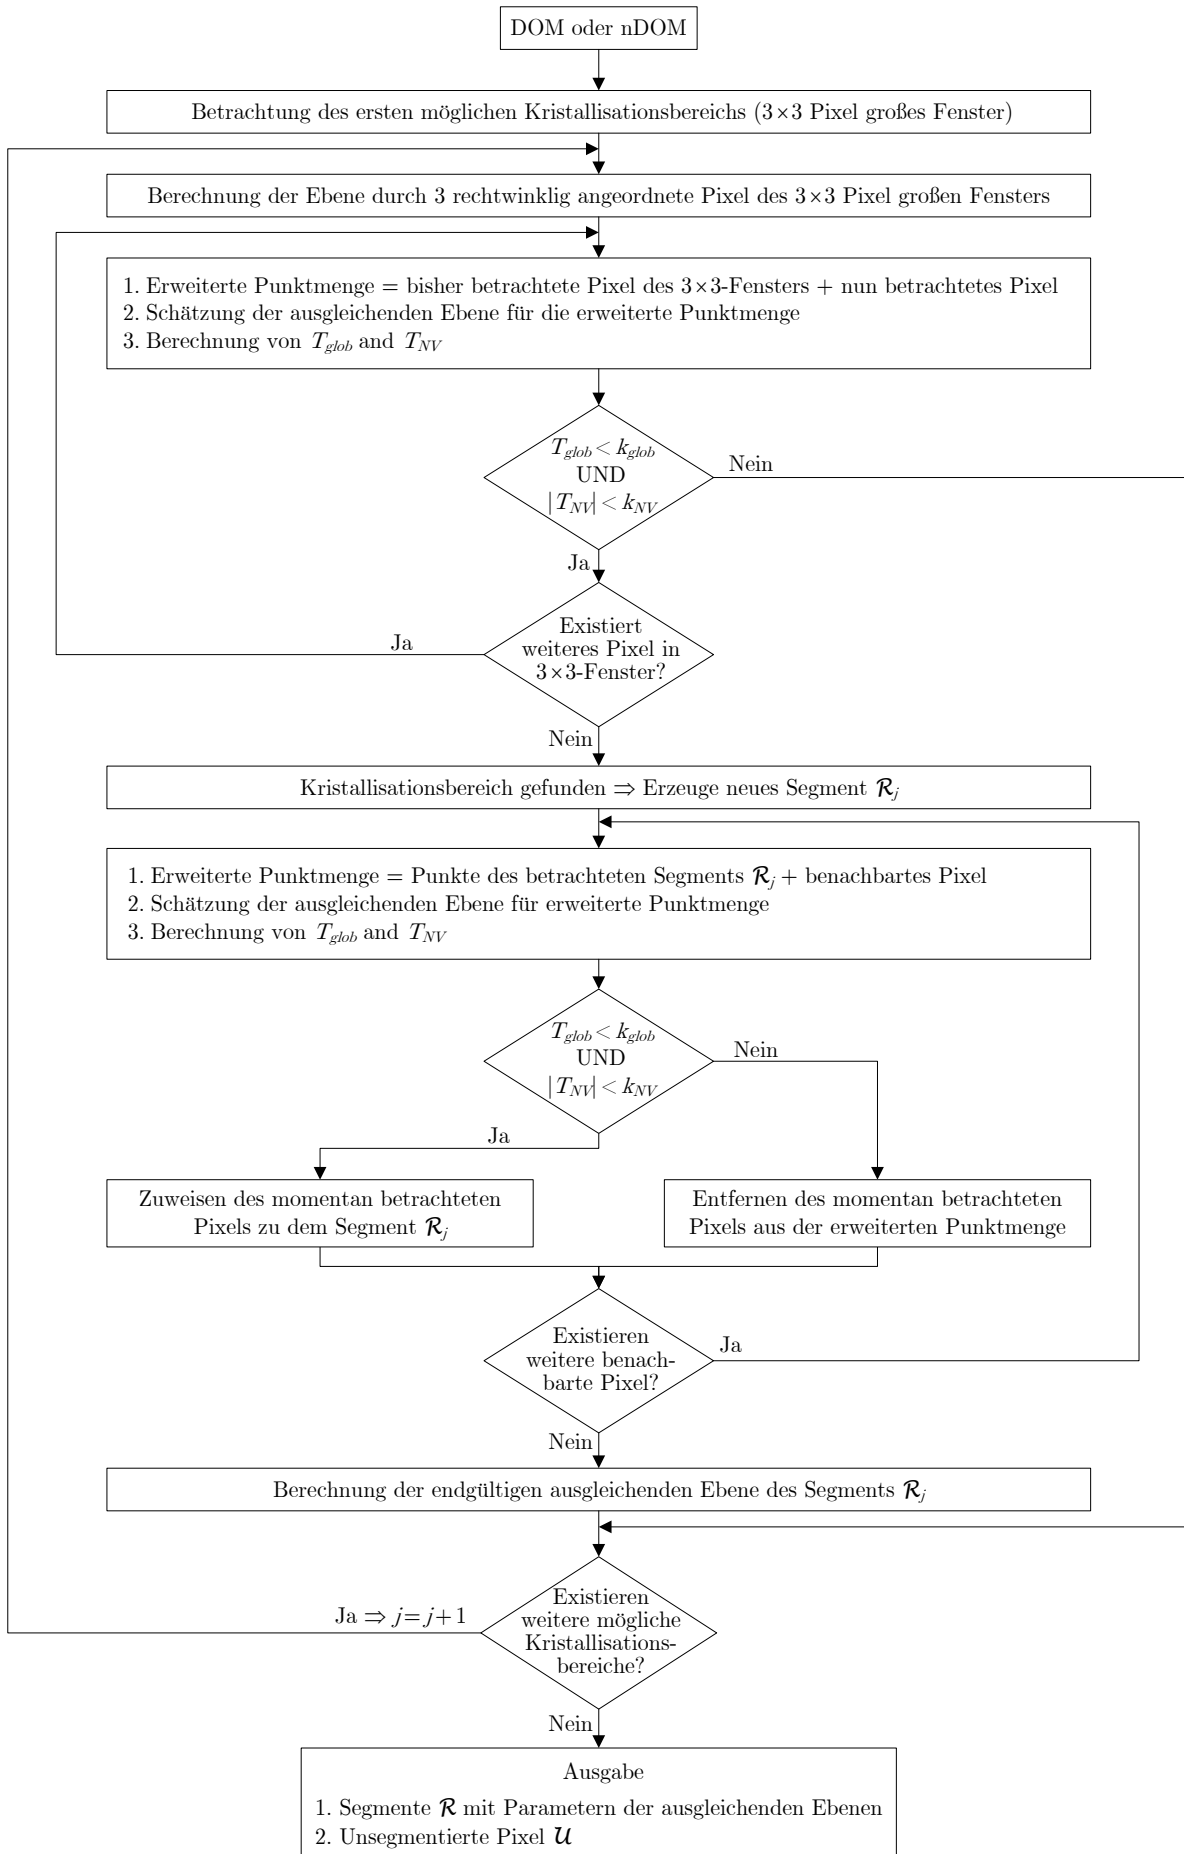 DOM oder nDOM
Betrachtung des ersten möglichen Kristallisationsbereichs (3×3 Pixel großes Fenster)
Berechnung der Ebene durch 3 rechtwinklig angeordnete Pixel des 3×3 Pixel großen Fensters
1. Erweiterte Punktmenge = bisher betrachtete Pixel des 3×3-Fensters + nun betrachtetes Pixel
2. Schätzung der ausgleichenden Ebene für die erweiterte Punktmenge
3. Berechnung von T_glob and T_NV
T_glob < k_glob
UND
|T_NV| < k_NV
Nein
Ja
Existiert
weiteres Pixel in
3×3-Fenster?
Ja
Nein
Kristallisationsbereich gefunden ⇒ Erzeuge neues Segment 𝓡_j
1. Erweiterte Punktmenge = Punkte des betrachteten Segments 𝓡_j + benachbartes Pixel
2. Schätzung der ausgleichenden Ebene für erweiterte Punktmenge
3. Berechnung von T_glob and T_NV
T_glob < k_glob
UND
|T_NV| < k_NV
Nein
Ja
Zuweisen des momentan betrachteten
Pixels zu dem Segment 𝓡_j
Entfernen des momentan betrachteten
Pixels aus der erweiterten Punktmenge
Existieren
weitere benach-
barte Pixel?
Ja
Nein
Berechnung der endgültigen ausgleichenden Ebene des Segments 𝓡_j
Existieren
weitere mögliche
Kristallisations-
bereiche?
Ja ⇒ j=j+1
Nein
Ausgabe
1. Segmente 𝓡 mit Parametern der ausgleichenden Ebenen
2. Unsegmentierte Pixel 𝓤